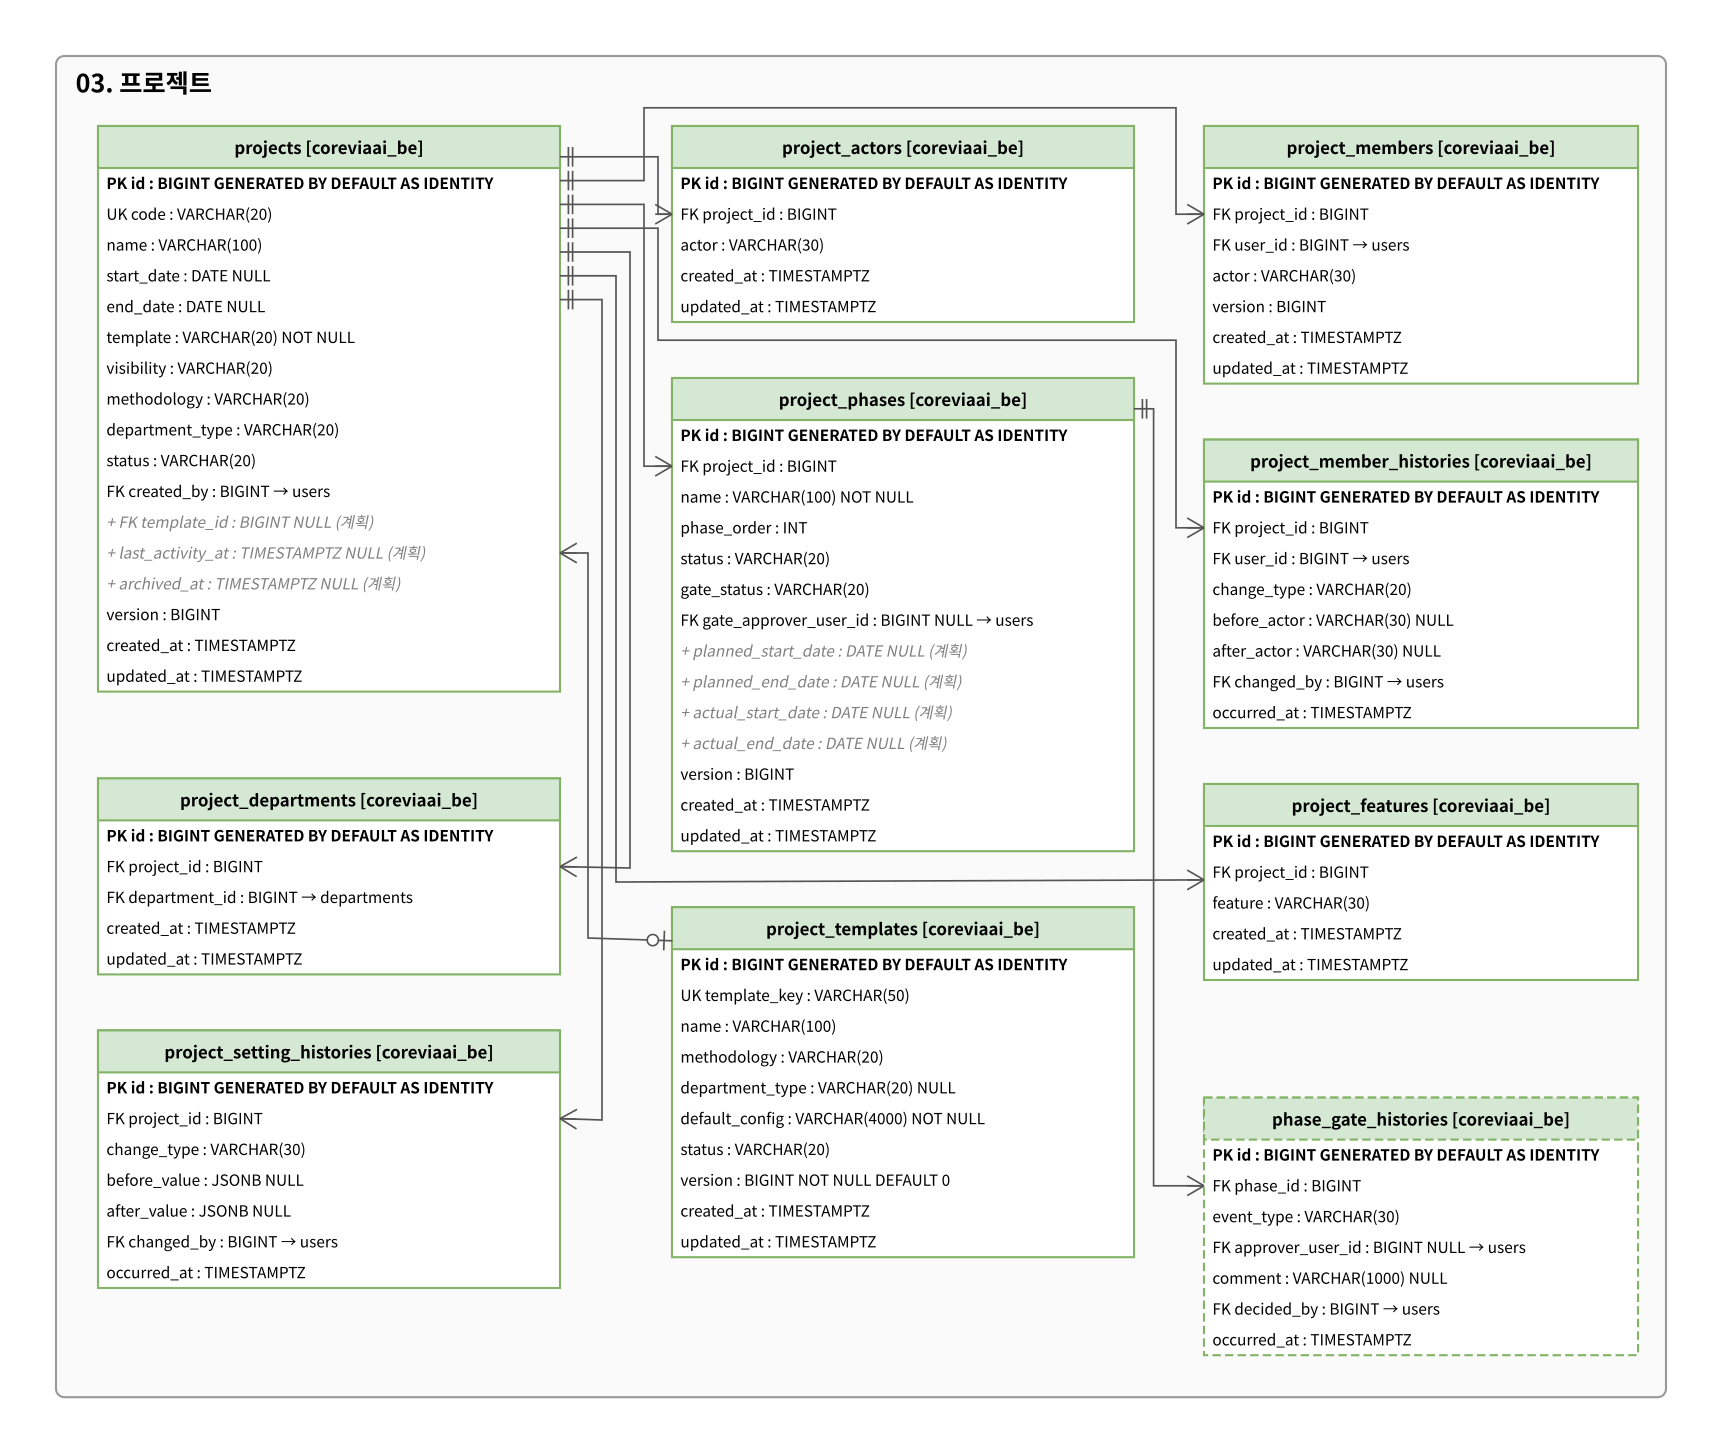 03. 프로젝트
projects [coreviaai_be]
PK id : BIGINT GENERATED BY DEFAULT AS IDENTITY
UK code : VARCHAR(20)
name : VARCHAR(100)
start_date : DATE NULL
end_date : DATE NULL
template : VARCHAR(20) NOT NULL
visibility : VARCHAR(20)
methodology : VARCHAR(20)
department_type : VARCHAR(20)
status : VARCHAR(20)
FK created_by : BIGINT → users
+ FK template_id : BIGINT NULL (계획)
+ last_activity_at : TIMESTAMPTZ NULL (계획)
+ archived_at : TIMESTAMPTZ NULL (계획)
version : BIGINT
created_at : TIMESTAMPTZ
updated_at : TIMESTAMPTZ
project_actors [coreviaai_be]
PK id : BIGINT GENERATED BY DEFAULT AS IDENTITY
FK project_id : BIGINT
actor : VARCHAR(30)
created_at : TIMESTAMPTZ
updated_at : TIMESTAMPTZ
project_members [coreviaai_be]
PK id : BIGINT GENERATED BY DEFAULT AS IDENTITY
FK project_id : BIGINT
FK user_id : BIGINT → users
actor : VARCHAR(30)
version : BIGINT
created_at : TIMESTAMPTZ
updated_at : TIMESTAMPTZ
project_phases [coreviaai_be]
PK id : BIGINT GENERATED BY DEFAULT AS IDENTITY
FK project_id : BIGINT
name : VARCHAR(100) NOT NULL
phase_order : INT
status : VARCHAR(20)
gate_status : VARCHAR(20)
FK gate_approver_user_id : BIGINT NULL → users
+ planned_start_date : DATE NULL (계획)
+ planned_end_date : DATE NULL (계획)
+ actual_start_date : DATE NULL (계획)
+ actual_end_date : DATE NULL (계획)
version : BIGINT
created_at : TIMESTAMPTZ
updated_at : TIMESTAMPTZ
project_member_histories [coreviaai_be]
PK id : BIGINT GENERATED BY DEFAULT AS IDENTITY
FK project_id : BIGINT
FK user_id : BIGINT → users
change_type : VARCHAR(20)
before_actor : VARCHAR(30) NULL
after_actor : VARCHAR(30) NULL
FK changed_by : BIGINT → users
occurred_at : TIMESTAMPTZ
project_departments [coreviaai_be]
PK id : BIGINT GENERATED BY DEFAULT AS IDENTITY
FK project_id : BIGINT
FK department_id : BIGINT → departments
created_at : TIMESTAMPTZ
updated_at : TIMESTAMPTZ
project_features [coreviaai_be]
PK id : BIGINT GENERATED BY DEFAULT AS IDENTITY
FK project_id : BIGINT
feature : VARCHAR(30)
created_at : TIMESTAMPTZ
updated_at : TIMESTAMPTZ
project_templates [coreviaai_be]
PK id : BIGINT GENERATED BY DEFAULT AS IDENTITY
UK template_key : VARCHAR(50)
name : VARCHAR(100)
methodology : VARCHAR(20)
department_type : VARCHAR(20) NULL
default_config : VARCHAR(4000) NOT NULL
status : VARCHAR(20)
version : BIGINT NOT NULL DEFAULT 0
created_at : TIMESTAMPTZ
updated_at : TIMESTAMPTZ
project_setting_histories [coreviaai_be]
PK id : BIGINT GENERATED BY DEFAULT AS IDENTITY
FK project_id : BIGINT
change_type : VARCHAR(30)
before_value : JSONB NULL
after_value : JSONB NULL
FK changed_by : BIGINT → users
occurred_at : TIMESTAMPTZ
phase_gate_histories [coreviaai_be]
PK id : BIGINT GENERATED BY DEFAULT AS IDENTITY
FK phase_id : BIGINT
event_type : VARCHAR(30)
FK approver_user_id : BIGINT NULL → users
comment : VARCHAR(1000) NULL
FK decided_by : BIGINT → users
occurred_at : TIMESTAMPTZ